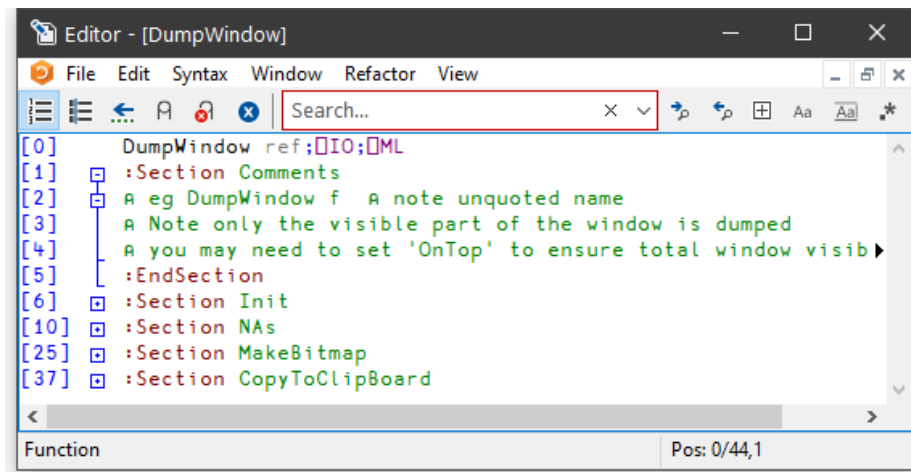 Editor - [DumpWindow]
File Edit Syntax Window Refactor View
Search... Aa Aa .*
[0] DumpWindow ref;⎕IO;⎕ML
[1] :Section Comments
[2] ⍝ eg DumpWindow f ⍝ note unquoted name
[3] ⍝ Note only the visible part of the window is dumped
[4] ⍝ you may need to set 'OnTop' to ensure total window visib
[5] :EndSection
[6] :Section Init
[10] :Section NAs
[25] :Section MakeBitmap
[37] :Section CopyToClipBoard
Function Pos: 0/44,1